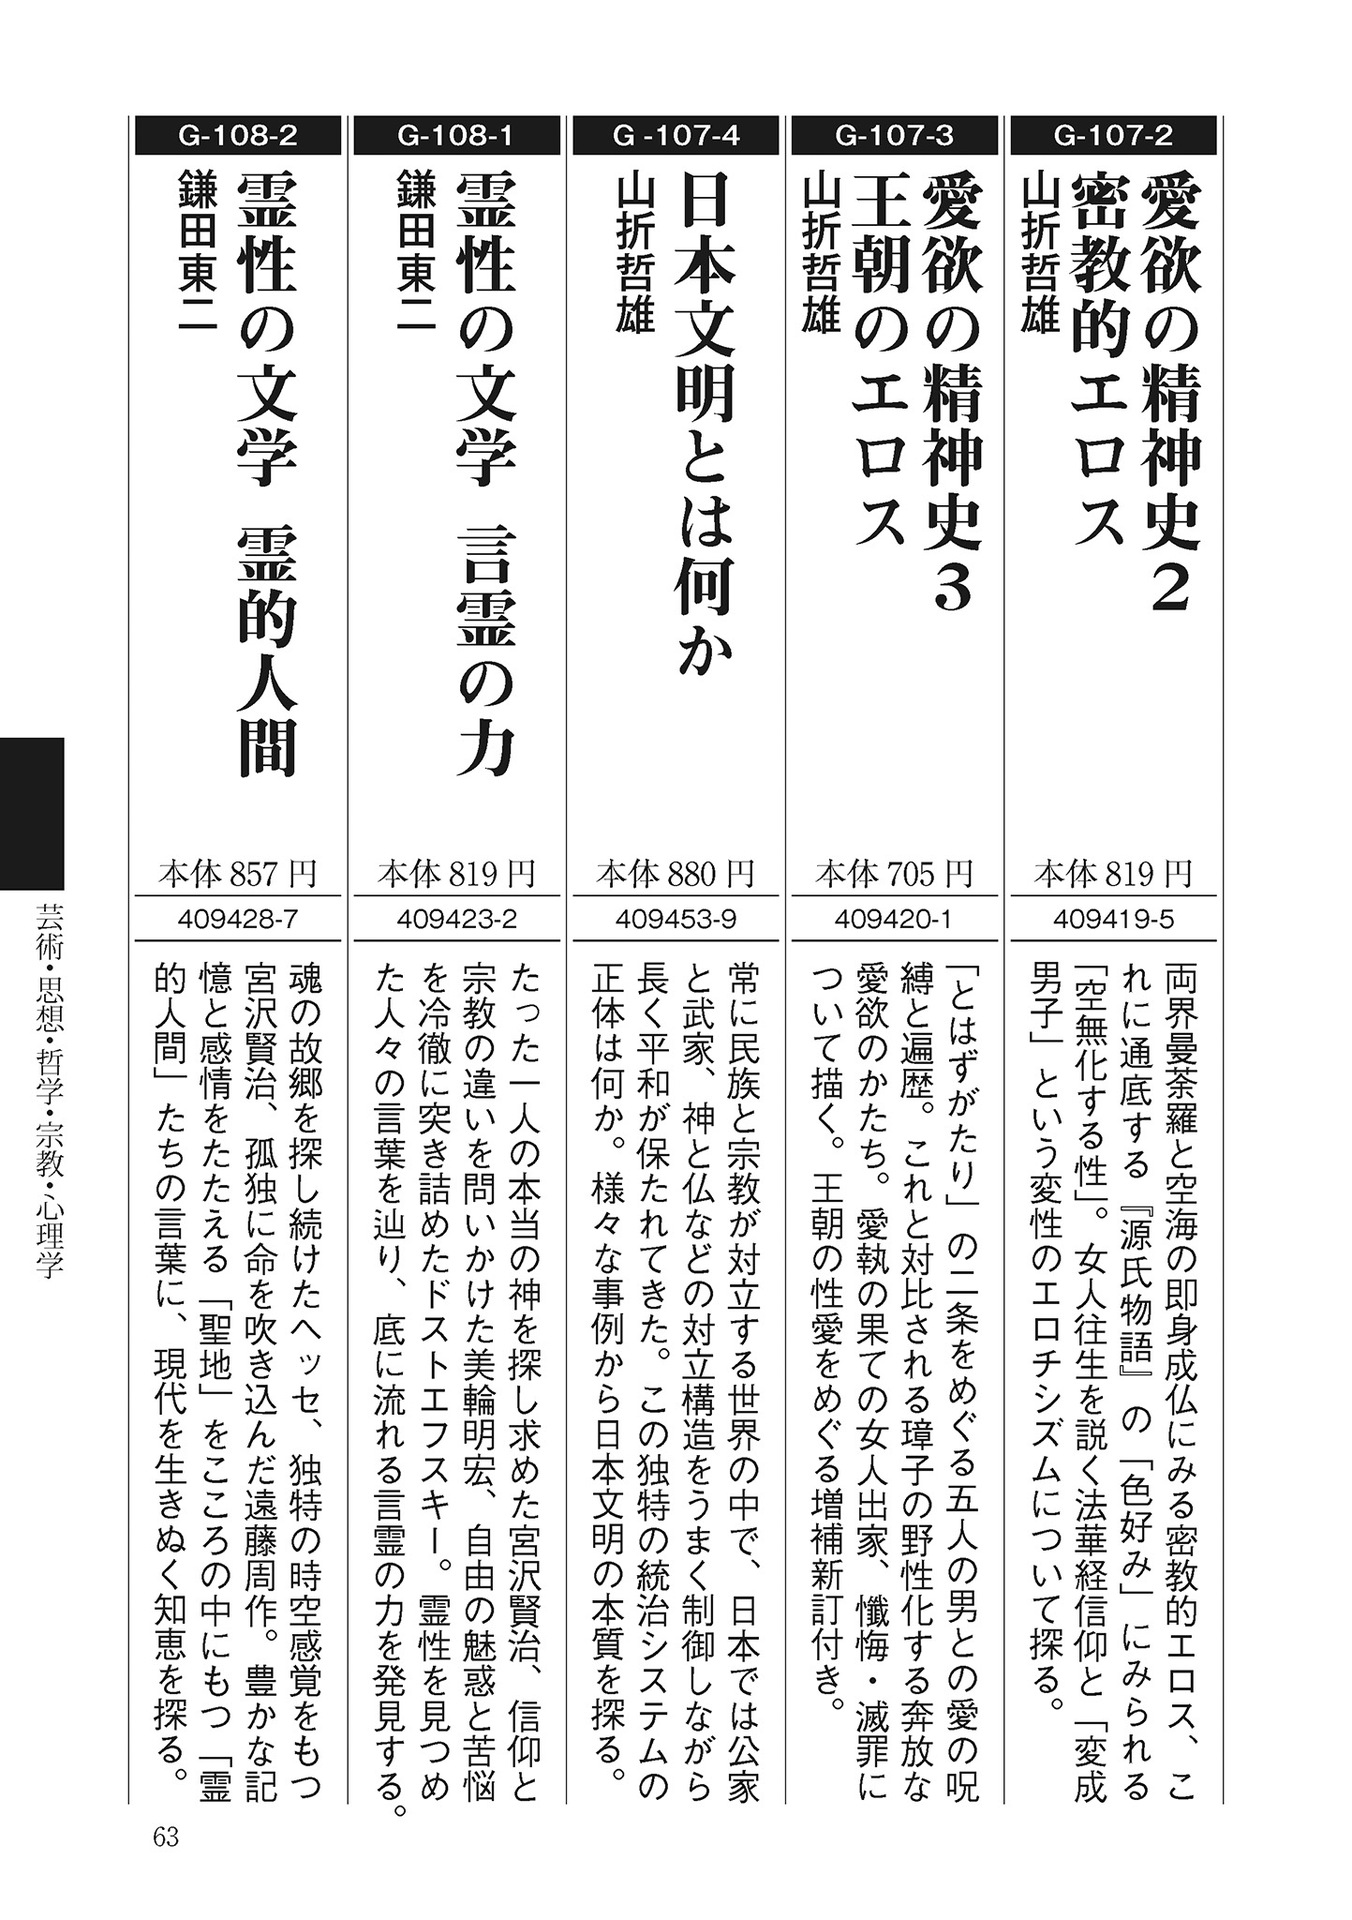 G-107-2
愛欲の精神史2
密教的エロス
山折哲雄
本体819円
409419-5
両界曼荼羅と空海の即身成仏にみる密教的エロス、こ
れに通底する『源氏物語』の「色好み」にみられる
「空無化する性」。女人往生を説く法華経信仰と「変成
男子」という変性のエロチシズムについて探る。
G-107-3
愛欲の精神史3
王朝のエロス
山折哲雄
本体705円
409420-1
「とはずがたり」の二条をめぐる五人の男との愛の呪
縛と遍歴。これと対比される璋子の野性化する奔放な
愛欲のかたち。愛執の果ての女人出家、懺悔・滅罪に
ついて描く。王朝の性愛をめぐる増補新訂付き。
G-107-4
日本文明とは何か
山折哲雄
本体880円
409453-9
常に民族と宗教が対立する世界の中で、日本では公家
と武家、神と仏などの対立構造をうまく制御しながら
長く平和が保たれてきた。この独特の統治システムの
正体は何か。様々な事例から日本文明の本質を探る。
G-108-1
霊性の文学　言霊の力
鎌田東二
本体819円
409423-2
たった一人の本当の神を探し求めた宮沢賢治、信仰と
宗教の違いを問いかけた美輪明宏、自由の魅惑と苦悩
を冷徹に突き詰めたドストエフスキー。霊性を見つめ
た人々の言葉を辿り、底に流れる言霊の力を発見する。
G-108-2
霊性の文学　霊的人間
鎌田東二
本体857円
409428-7
魂の故郷を探し続けたヘッセ、独特の時空感覚をもつ
宮沢賢治、孤独に命を吹き込んだ遠藤周作。豊かな記
憶と感情をたたえる「聖地」をこころの中にもつ「霊
的人間」たちの言葉に、現代を生きぬく知恵を探る。
芸術・思想・哲学・宗教・心理学
63